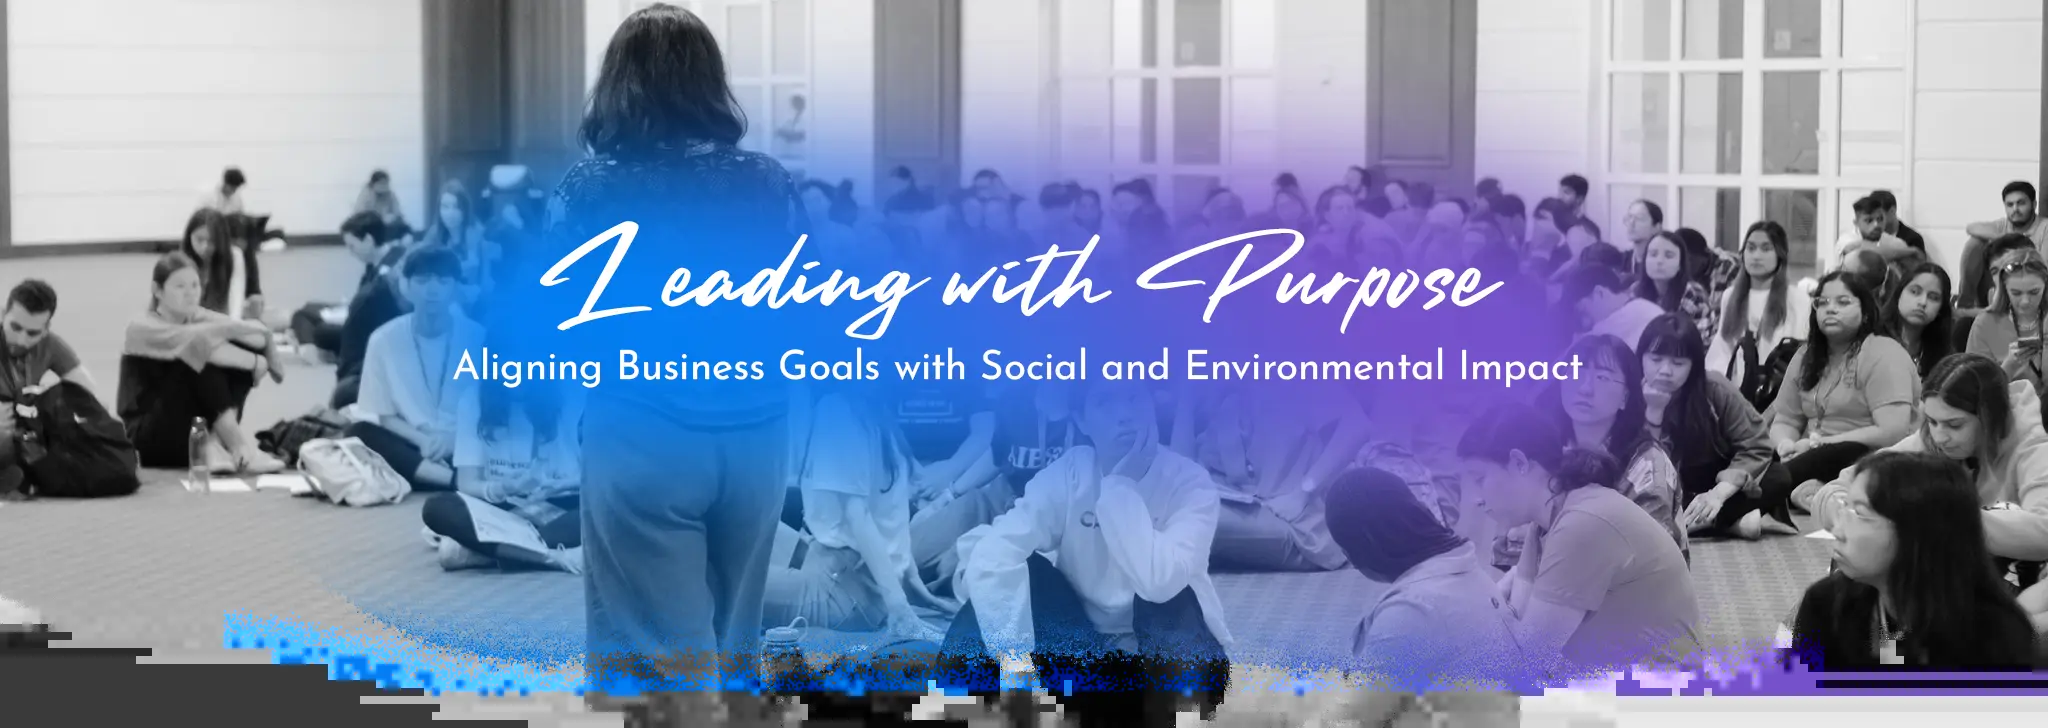 Leading with Purpose
Aligning Business Goals with Social and Environmental Impact